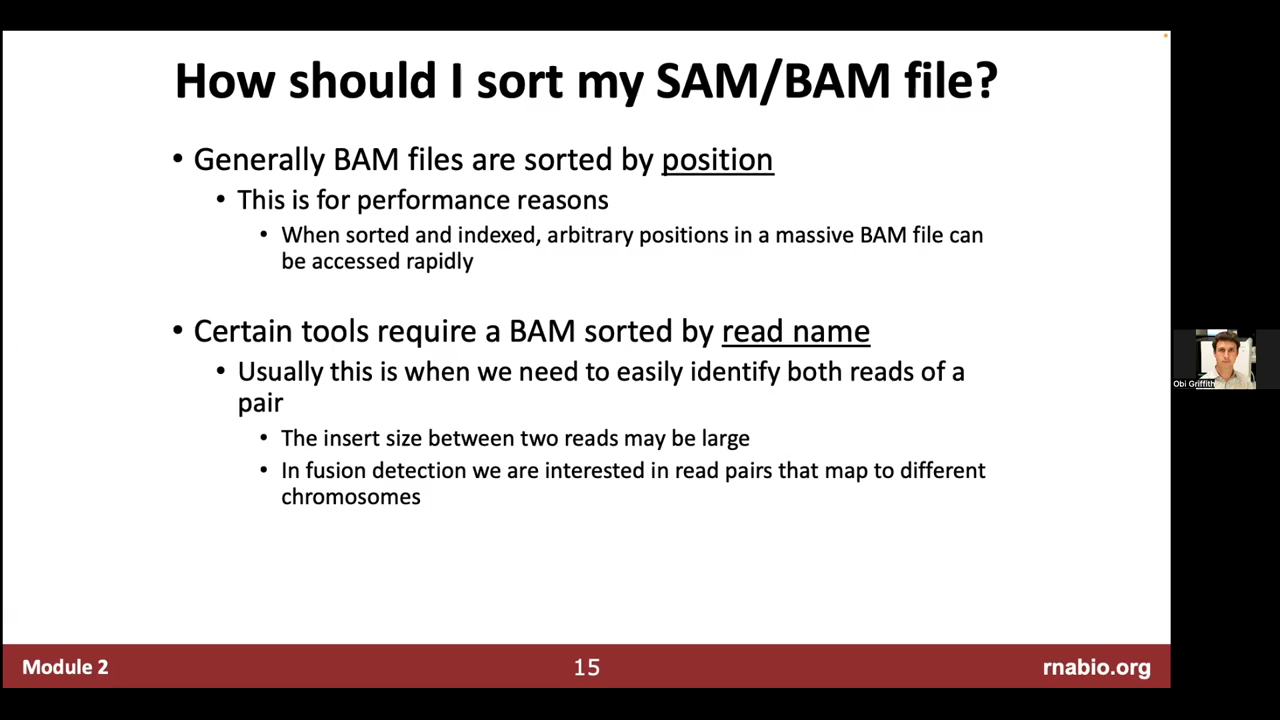 How should I sort my SAM/BAM file?
• Generally BAM files are sorted by position
• This is for performance reasons
• When sorted and indexed, arbitrary positions in a massive BAM file can
be accessed rapidly
• Certain tools require a BAM sorted by read name
• Usually this is when we need to easily identify both reads of a
pair
• The insert size between two reads may be large
• In fusion detection we are interested in read pairs that map to different
chromosomes
Obi Griffith
Module 2
15
rnabio.org